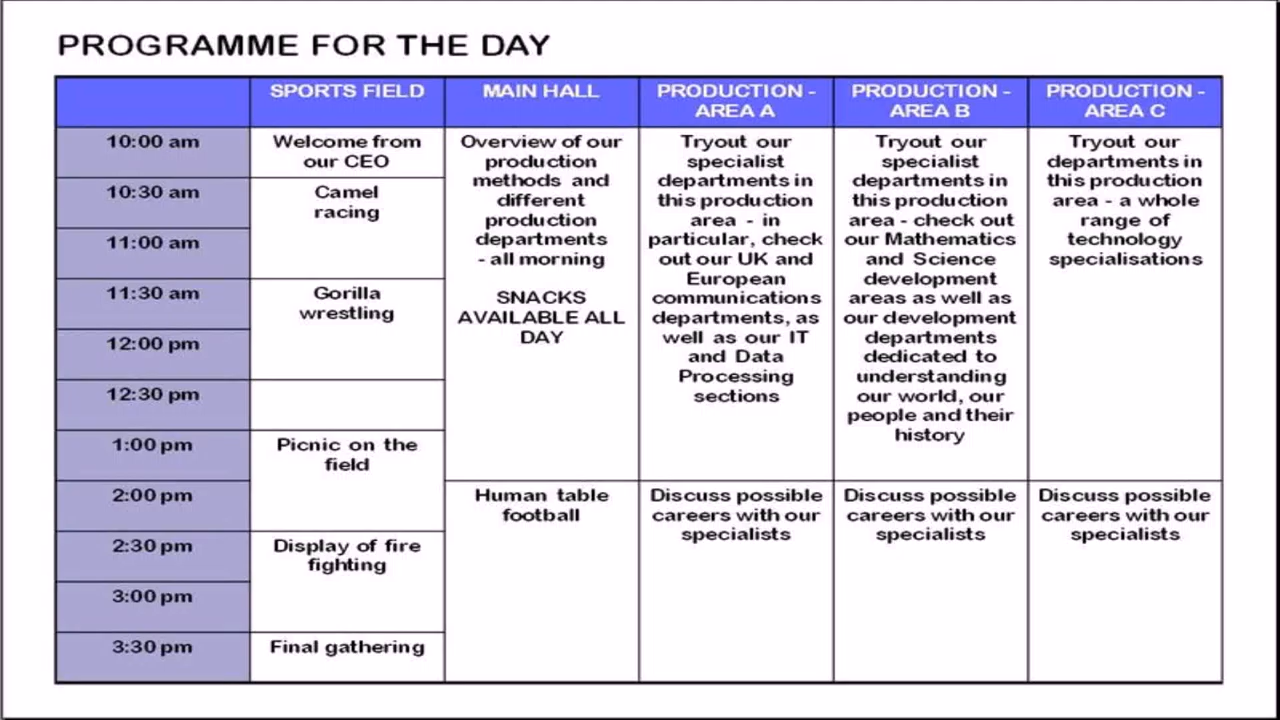 PROGRAMME FOR THE DAY
SPORTS FIELD
MAIN HALL
PRODUCTION -
AREA A
PRODUCTION -
AREA B
PRODUCTION -
AREA C
10:00 am
10:30 am
11:00 am
11:30 am
12:00 pm
12:30 pm
1:00 pm
2:00 pm
2:30 pm
3:00 pm
3:30 pm
Welcome from
our CEO
Camel
racing
Gorilla
wrestling
Picnic on the
field
Display of fire
fighting
Final gathering
Overview of our
production
methods and
different
production
departments
- all morning
SNACKS
AVAILABLE ALL
DAY
Human table
football
Tryout our
specialist
departments in
this production
area - in
particular, check
out our UK and
European
communications
departments, as
well as our IT
and Data
Processing
sections
Discuss possible
careers with our
specialists
Tryout our
specialist
departments in
this production
area - check out
our Mathematics
and Science
development
areas as well as
our development
departments
dedicated to
understanding
our world, our
people and their
history
Discuss possible
careers with our
specialists
Tryout our
departments in
this production
area - a whole
range of
technology
specialisations
Discuss possible
careers with our
specialists